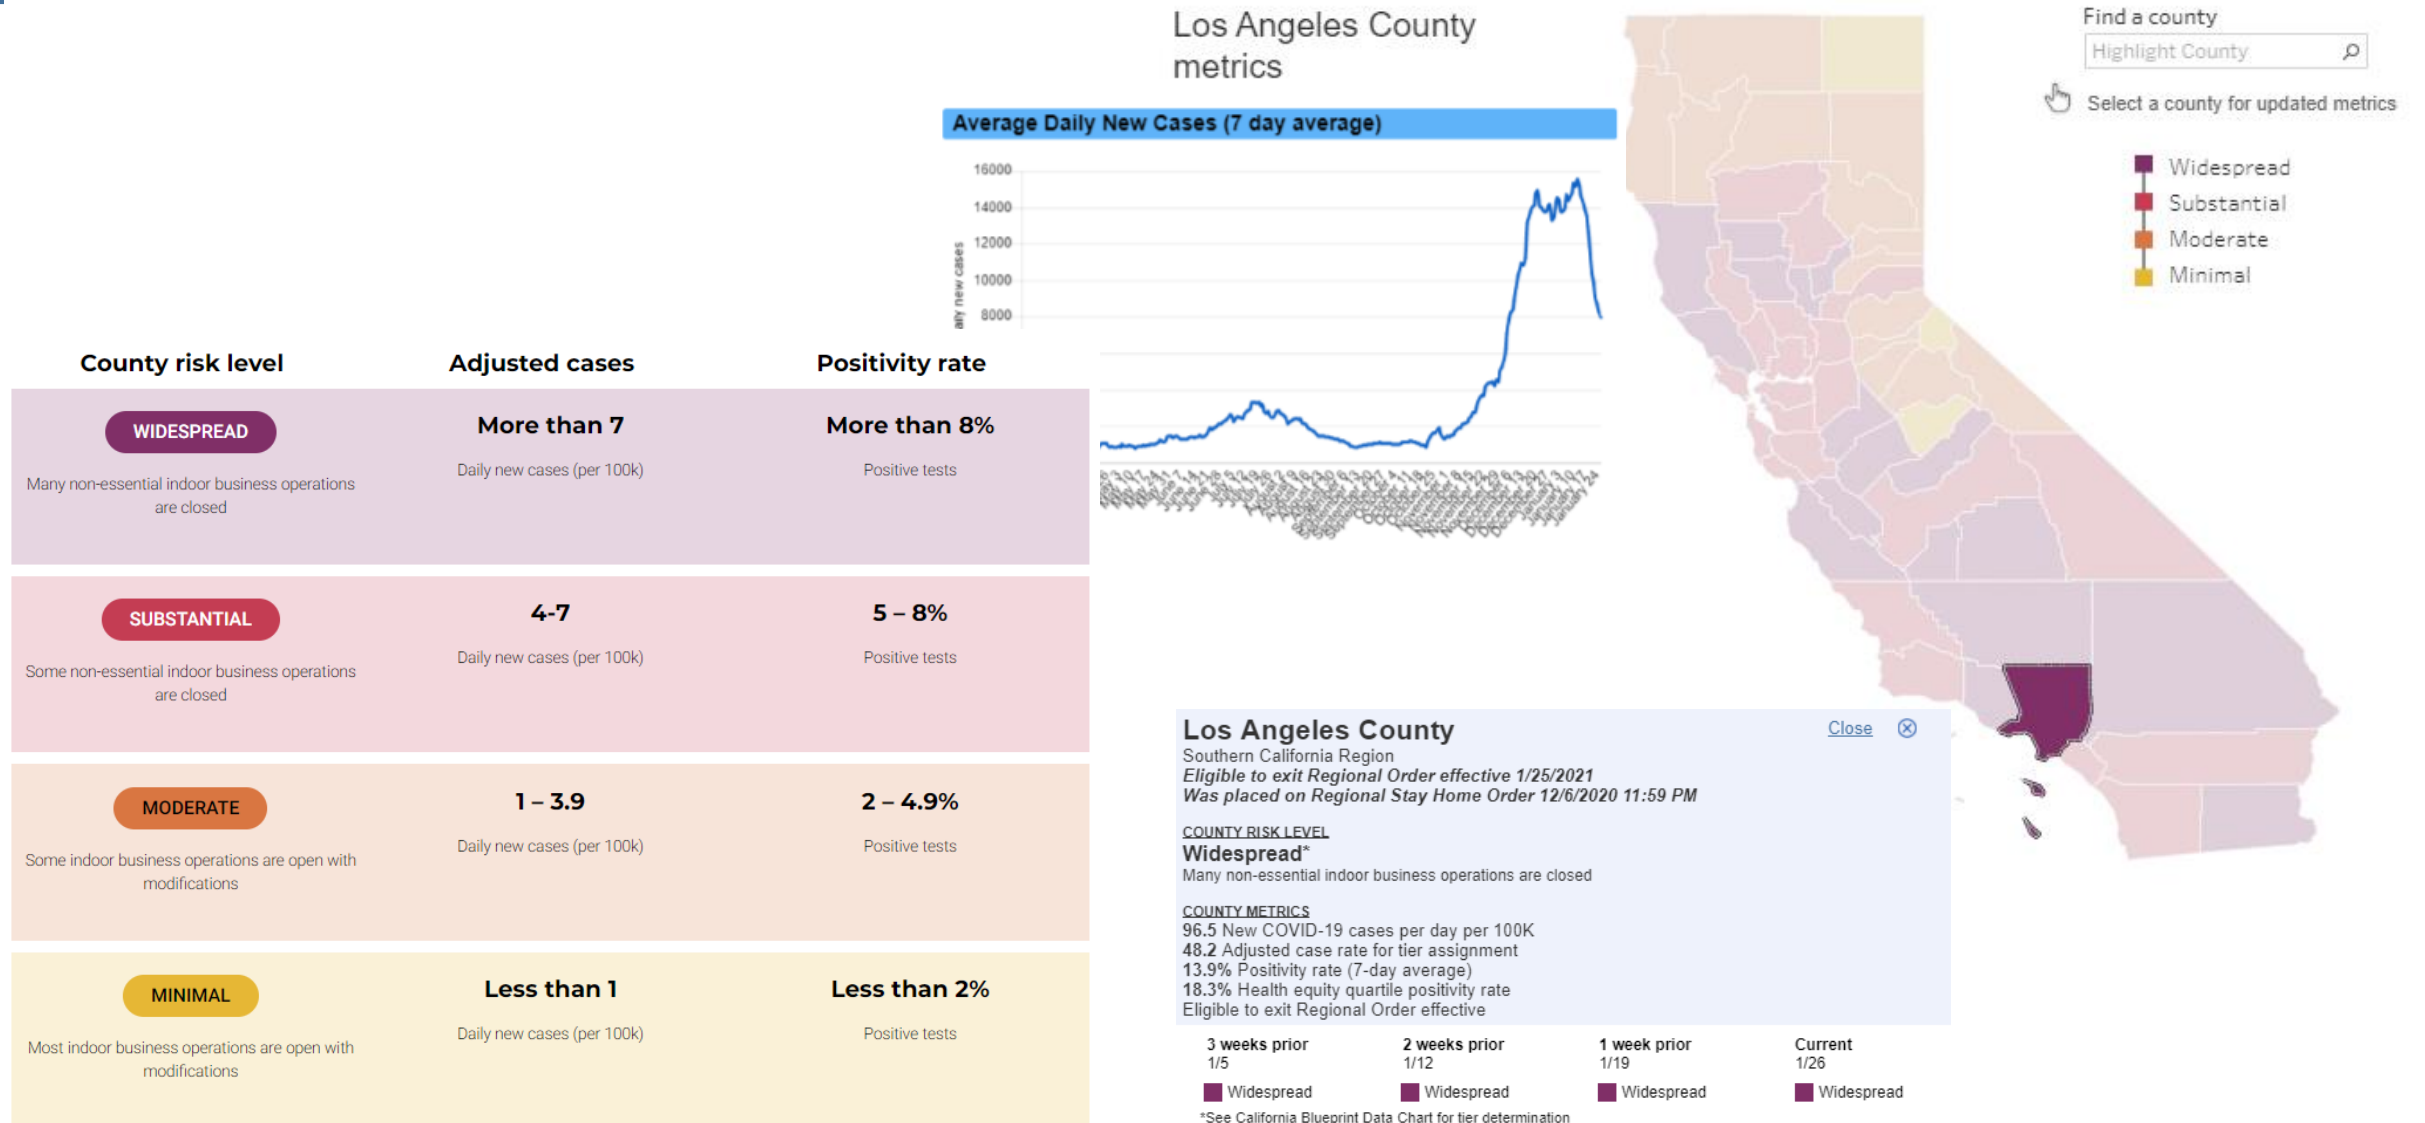 Los Angeles County
metrics
Average Daily New Cases (7 day average)
16000
14000
12000
10000
8000
aily new cases
January 3
January 10
January 17
January 24
Find a county
Highlight County
Select a county for updated metrics
Widespread
Substantial
Moderate
Minimal
County risk level
Adjusted cases
Positivity rate
WIDESPREAD
Many non-essential indoor business operations
are closed
More than 7
Daily new cases (per 100k)
More than 8%
Positive tests
SUBSTANTIAL
Some non-essential indoor business operations
are closed
4-7
Daily new cases (per 100k)
5 – 8%
Positive tests
MODERATE
Some indoor business operations are open with
modifications
1 – 3.9
Daily new cases (per 100k)
2 – 4.9%
Positive tests
MINIMAL
Most indoor business operations are open with
modifications
Less than 1
Daily new cases (per 100k)
Less than 2%
Positive tests
Los Angeles County
Close
Southern California Region
Eligible to exit Regional Order effective 1/25/2021
Was placed on Regional Stay Home Order 12/6/2020 11:59 PM
COUNTY RISK LEVEL
Widespread*
Many non-essential indoor business operations are closed
COUNTY METRICS
96.5 New COVID-19 cases per day per 100K
48.2 Adjusted case rate for tier assignment
13.9% Positivity rate (7-day average)
18.3% Health equity quartile positivity rate
Eligible to exit Regional Order effective
3 weeks prior
1/5
Widespread
2 weeks prior
1/12
Widespread
1 week prior
1/19
Widespread
Current
1/26
Widespread
*See California Blueprint Data Chart for tier determination